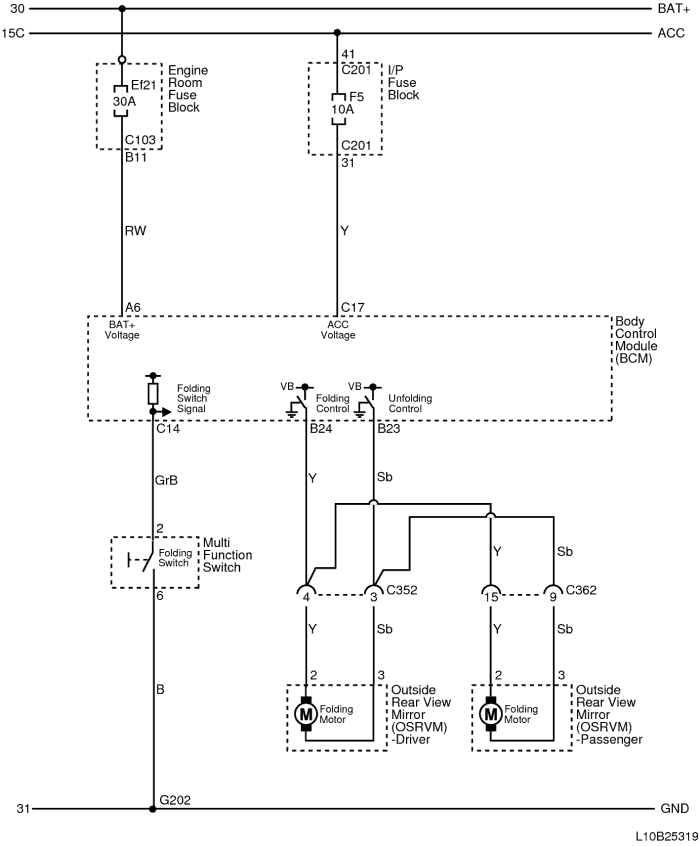 30
BAT+
15C
ACC
41
C201
Engine
Room
Fuse
Block
I/P
Fuse
Block
Ef21
30A
F5
10A
C103
B11
C201
31
RW
Y
A6
C17
BAT+
Voltage
ACC
Voltage
Body
Control
Module
(BCM)
Folding
Switch
Signal
VB
Folding
Control
VB
Unfolding
Control
C14
B24
B23
GrB
Y
Sb
2
Multi
Function
Switch
Folding
Switch
6
Y
Sb
4
3
C352
15
9
C362
B
Y
Sb
Y
Sb
2
3
2
3
Folding
Motor
M
Outside
Rear View
Mirror
(OSRVM)
-Driver
Folding
Motor
M
Outside
Rear View
Mirror
(OSRVM)
-Passenger
G202
31
GND
L10B25319